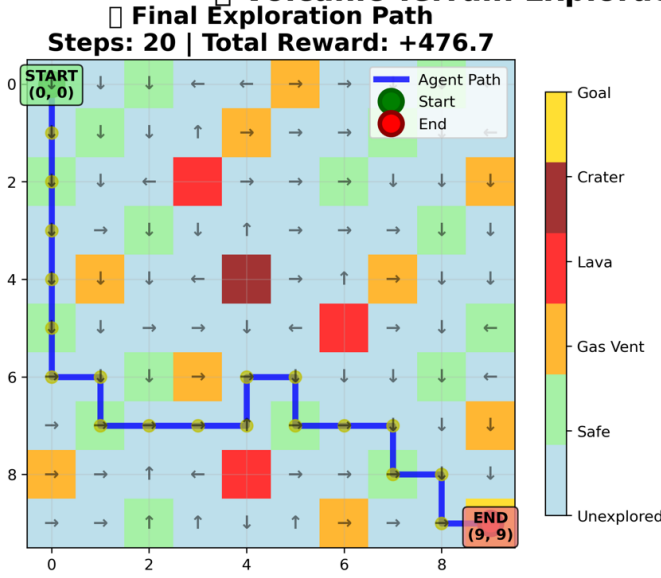 Final Exploration Path
Steps: 20 | Total Reward: +476.7
START
(0, 0)
Agent Path
Start
End
END
(9, 9)
0
2
4
6
8
0
2
4
6
8
Goal
Crater
Lava
Gas Vent
Safe
Unexplored